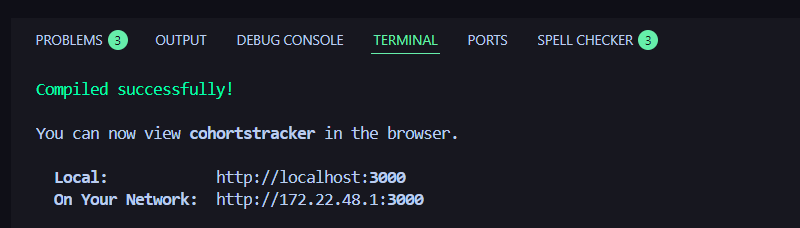 PROBLEMS 3 OUTPUT DEBUG CONSOLE TERMINAL PORTS SPELL CHECKER 3
Compiled successfully!
You can now view cohortstracker in the browser.
Local: http://localhost:3000
On Your Network: http://172.22.48.1:3000